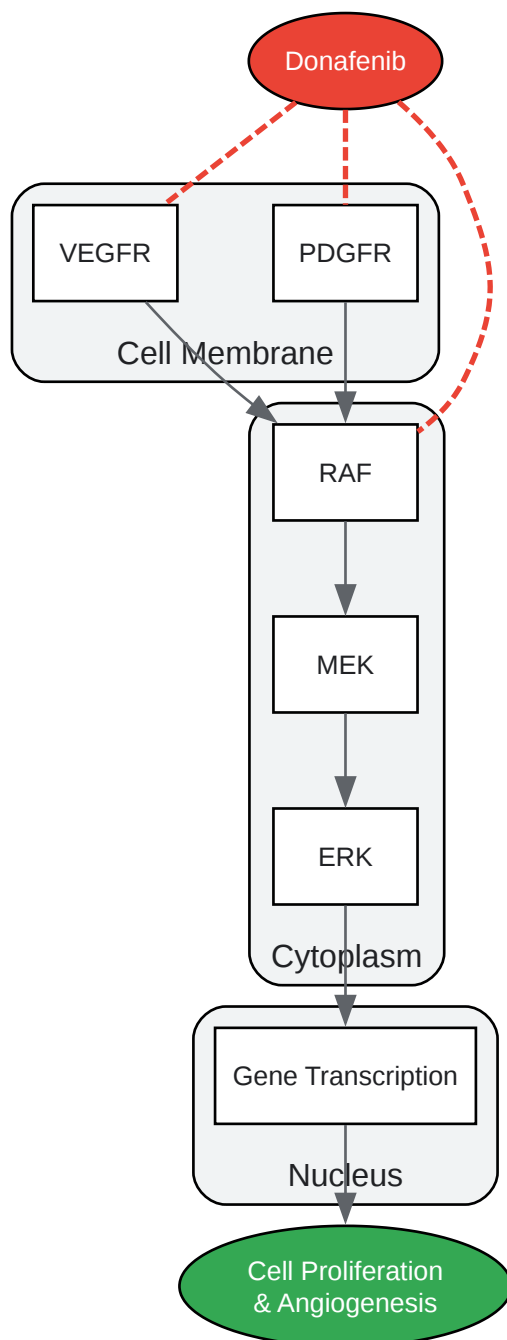 Donafenib
VEGFR
PDGFR
Cell Membrane
RAF
MEK
ERK
Cytoplasm
Gene Transcription
Nucleus
Cell Proliferation
& Angiogenesis